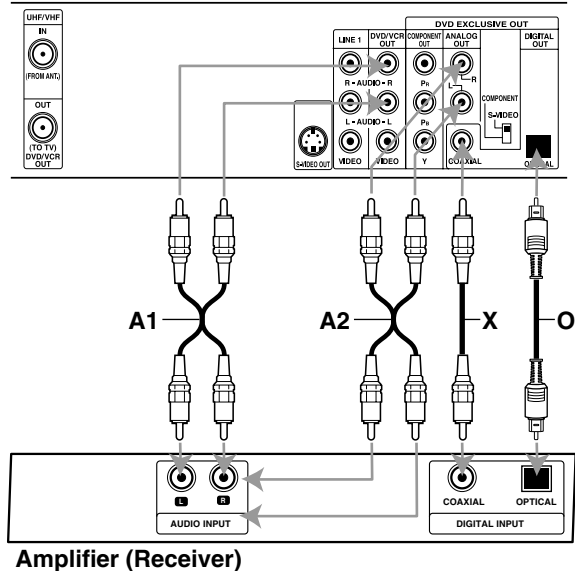 UHF/VHF
IN
(FROM ANT.)
OUT
(TO TV)
DVD/VCR
OUT
S-VIDEO OUT
LINE 1
DVD/VCR
OUT
R - AUDIO - R
L - AUDIO - L
VIDEO
VIDEO
DVD EXCLUSIVE OUT
COMPONENT
OUT
PR
PB
Y
ANALOG
OUT
R
L
COAXIAL
COMPONENT
S-VIDEO
DIGITAL
OUT
OPTICAL
A1
A2
X
O
L
R
AUDIO INPUT
COAXIAL
OPTICAL
DIGITAL INPUT
Amplifier (Receiver)